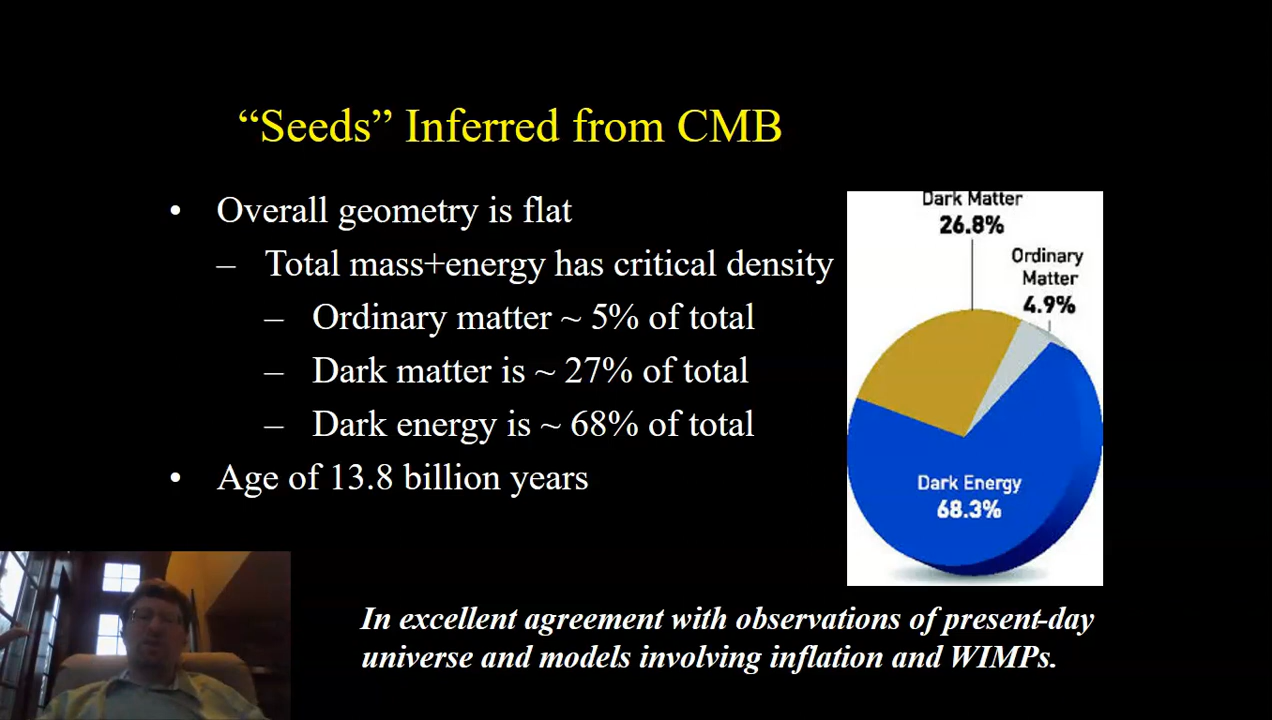 “Seeds” Inferred from CMB
• Overall geometry is flat
– Total mass+energy has critical density
– Ordinary matter ~ 5% of total
– Dark matter is ~ 27% of total
– Dark energy is ~ 68% of total
• Age of 13.8 billion years
Dark Matter
26.8%
Ordinary
Matter
4.9%
Dark Energy
68.3%
In excellent agreement with observations of present-day
universe and models involving inflation and WIMPs.